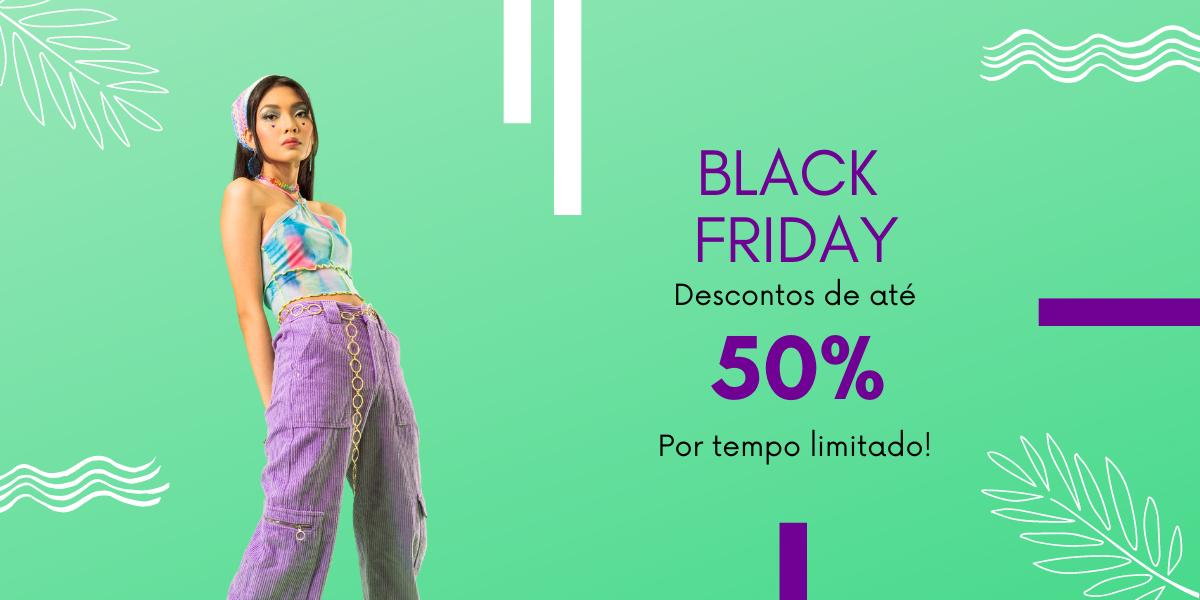 BLACK
FRIDAY
Descontos de até
50%
Por tempo limitado!